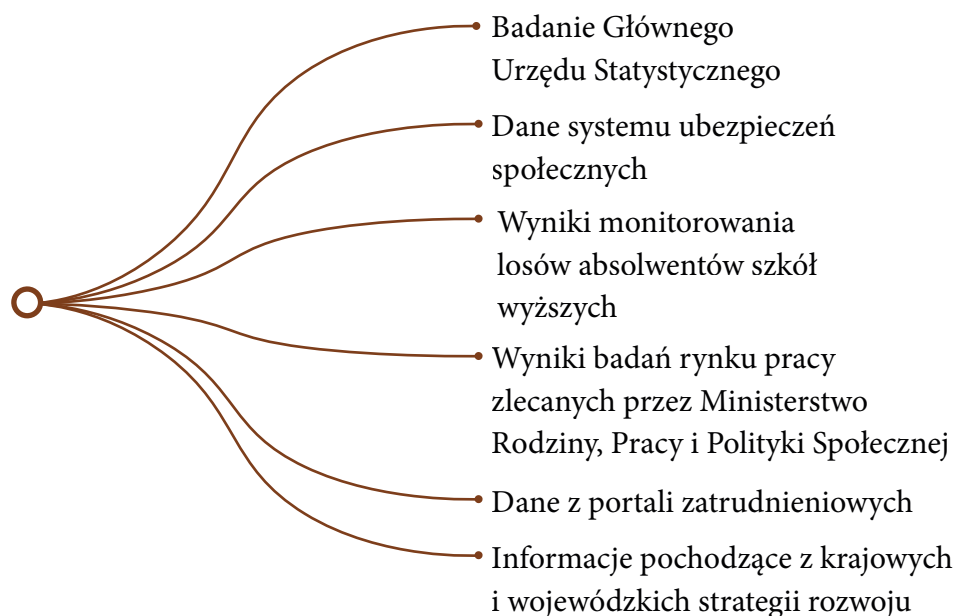 Badanie Głównego
Urzędu Statystycznego
Dane systemu ubezpieczeń
społecznych
Wyniki monitorowania
losów absolwentów szkół
wyższych
Wyniki badań rynku pracy
zlecanych przez Ministerstwo
Rodziny, Pracy i Polityki Społecznej
Dane z portali zatrudnieniowych
Informacje pochodzące z krajowych
i wojewódzkich strategii rozwoju